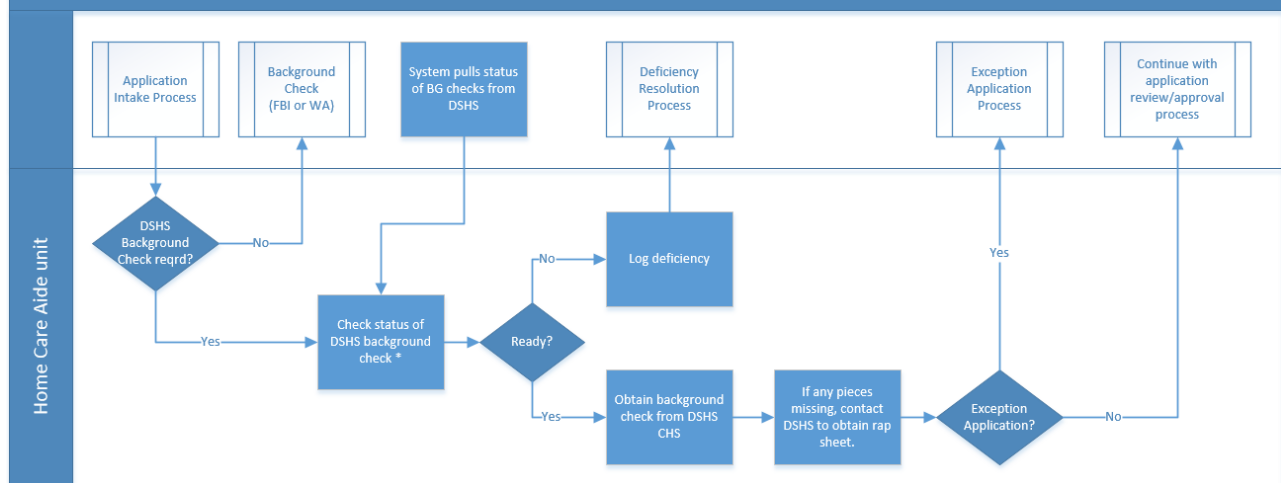 Application
Intake Process
Background
Check
(FBI or WA)
System pulls status
of BG checks from
DSHS
Deficiency
Resolution
Process
Exception
Application
Process
Continue with
application
review/approval
process
Home Care Aide unit
DSHS
Background
Check reqrd?
No
Yes
Check status of
DSHS background
check *
Ready?
No
Log deficiency
Yes
Obtain background
check from DSHS
CHS
If any pieces
missing, contact
DSHS to obtain rap
sheet.
Exception
Application?
Yes
No